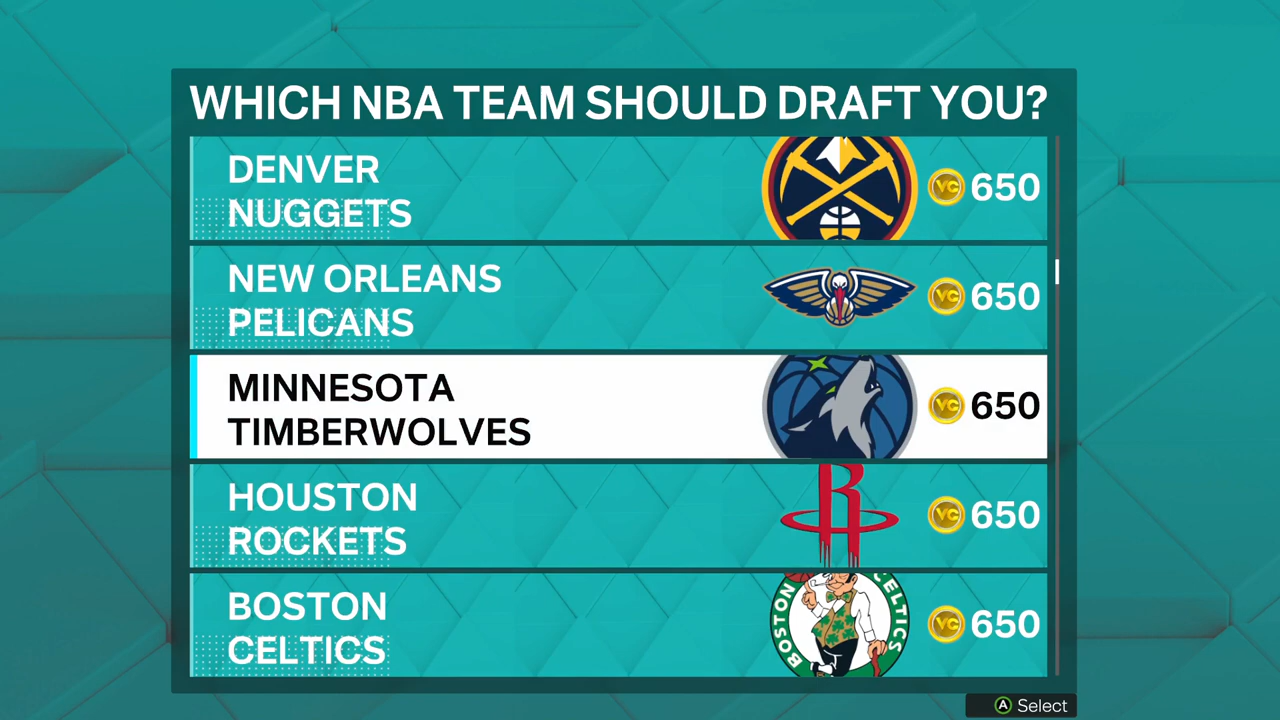 WHICH NBA TEAM SHOULD DRAFT YOU?
DENVER
NUGGETS
VC 650
NEW ORLEANS
PELICANS
VC 650
MINNESOTA
TIMBERWOLVES
VC 650
HOUSTON
ROCKETS
R
VC 650
BOSTON
CELTICS
BOSTON CELTICS
VC 650
A Select